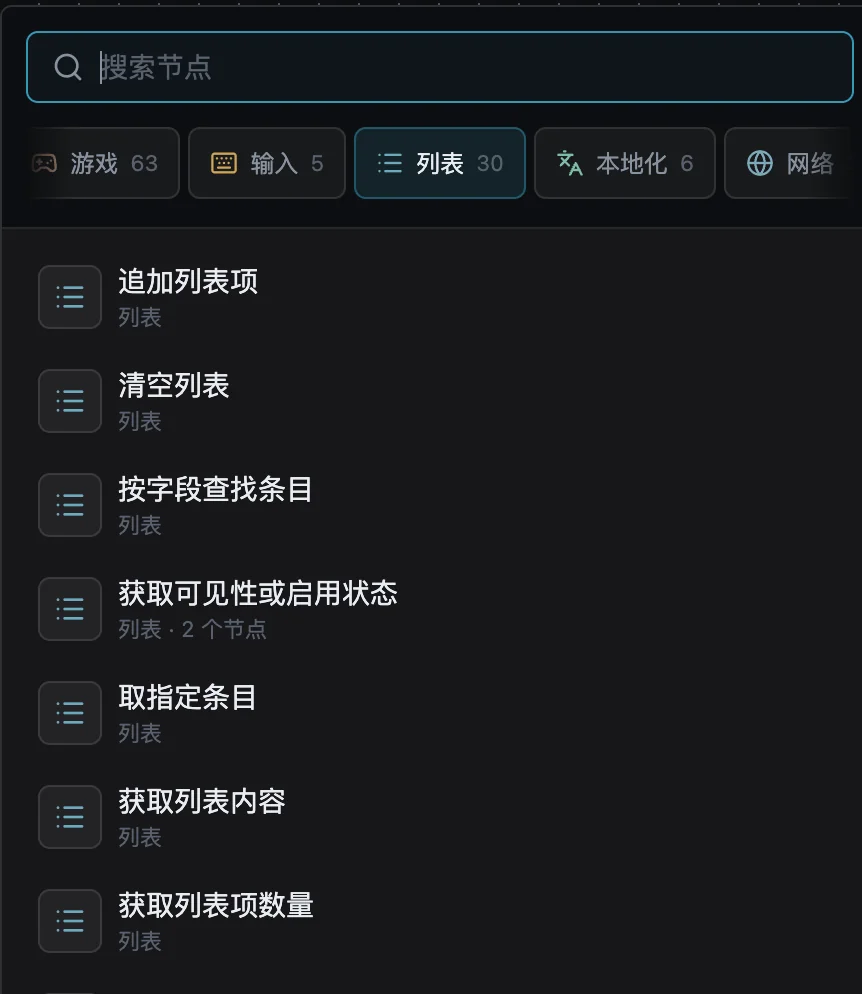 搜索节点
游戏 63 输入 5 列表 30 本地化 6 网络
追加列表项
列表
清空列表
列表
按字段查找条目
列表
获取可见性或启用状态
列表 · 2 个节点
取指定条目
列表
获取列表内容
列表
获取列表项数量
列表